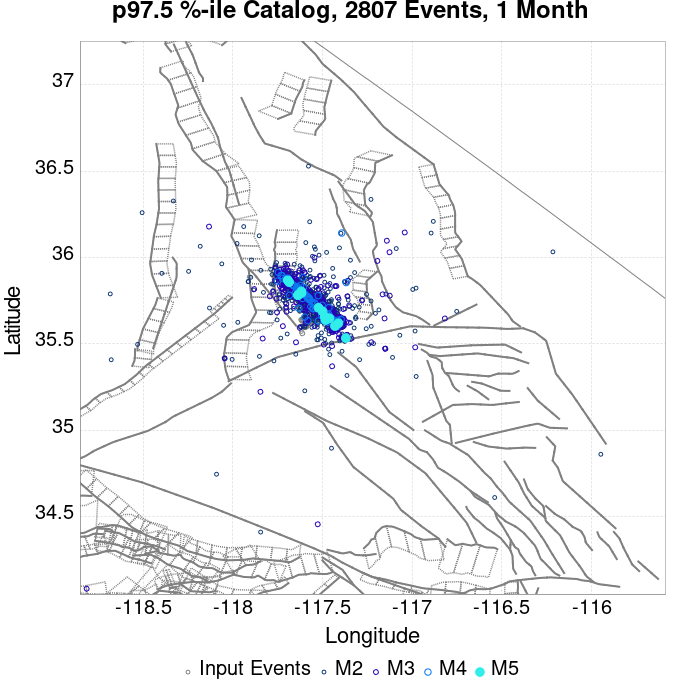 p97.5 %-ile Catalog, 2807 Events, 1 Month
37
36.5
36
35.5
35
34.5
Latitude
-118.5 -118 -117.5 -117 -116.5 -116
Longitude
Input Events M2 M3 M4 M5